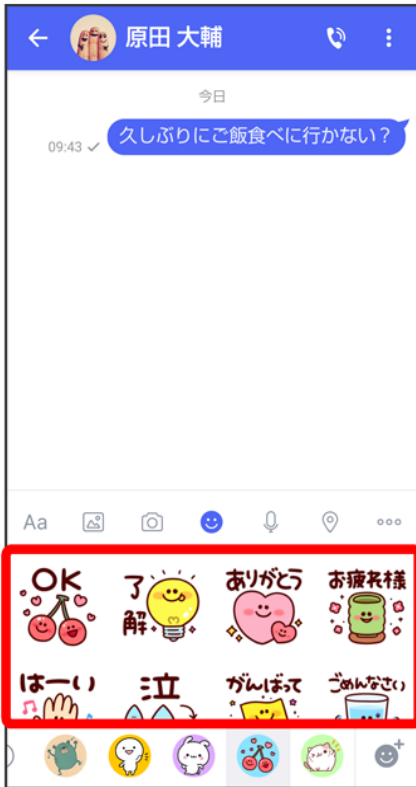 原田 大輔
今日
久しぶりにご飯食べに行かない？
09:43
Aa
OK
了解
ありがとう
お疲れ様
はーい
泣
がんばって
ごめんなさい